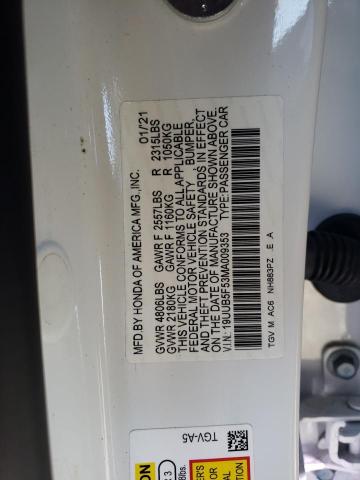 MFD.BY HONDA OF AMERICA MFG.,INC. 01/21
GVWR 4806LBS GAWR F 2557LBS R 2315LBS
GVWR 2180KG GAWR F 1160KG R 1050KG
THIS VEHICLE CONFORMS TO ALL APPLICABLE
FEDERAL MOTOR VEHICLE SAFETY, BUMPER,
AND THEFT PREVENTION STANDARDS IN EFFECT
ON THE DATE OF MANUFACTURE SHOWN ABOVE.
V.I.N.: 19UUB5F53MA009353 TYPE:PASSENGER CAR
TGV M AC6 NH883PZ E A
TGV-A5